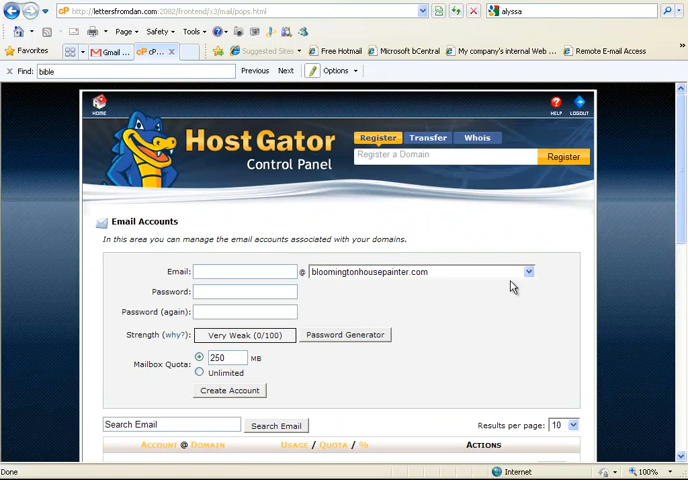 http://lettersfromdan.com:2082/frontend/x3/mail/pops.html
alyssa
Page Safety Tools
Favorites Gmail ... cP... Suggested Sites Free Hotmail Microsoft bCentral My company's internal Web ... Remote E-mail Access
Find: bible Previous Next Options
HOME HELP LOGOUT
HostGator
Control Panel
Register Transfer Whois
Register a Domain Register
Email Accounts
In this area you can manage the email accounts associated with your domains.
Email: @ bloomingtonhousepainter.com
Password:
Password (again):
Strength (why?): Very Weak (0/100) Password Generator
Mailbox Quota: 250 MB
Unlimited
Create Account
Search Email Search Email Results per page: 10
ACCOUNT @ DOMAIN USAGE / QUOTA / % ACTIONS
Done Internet 100%